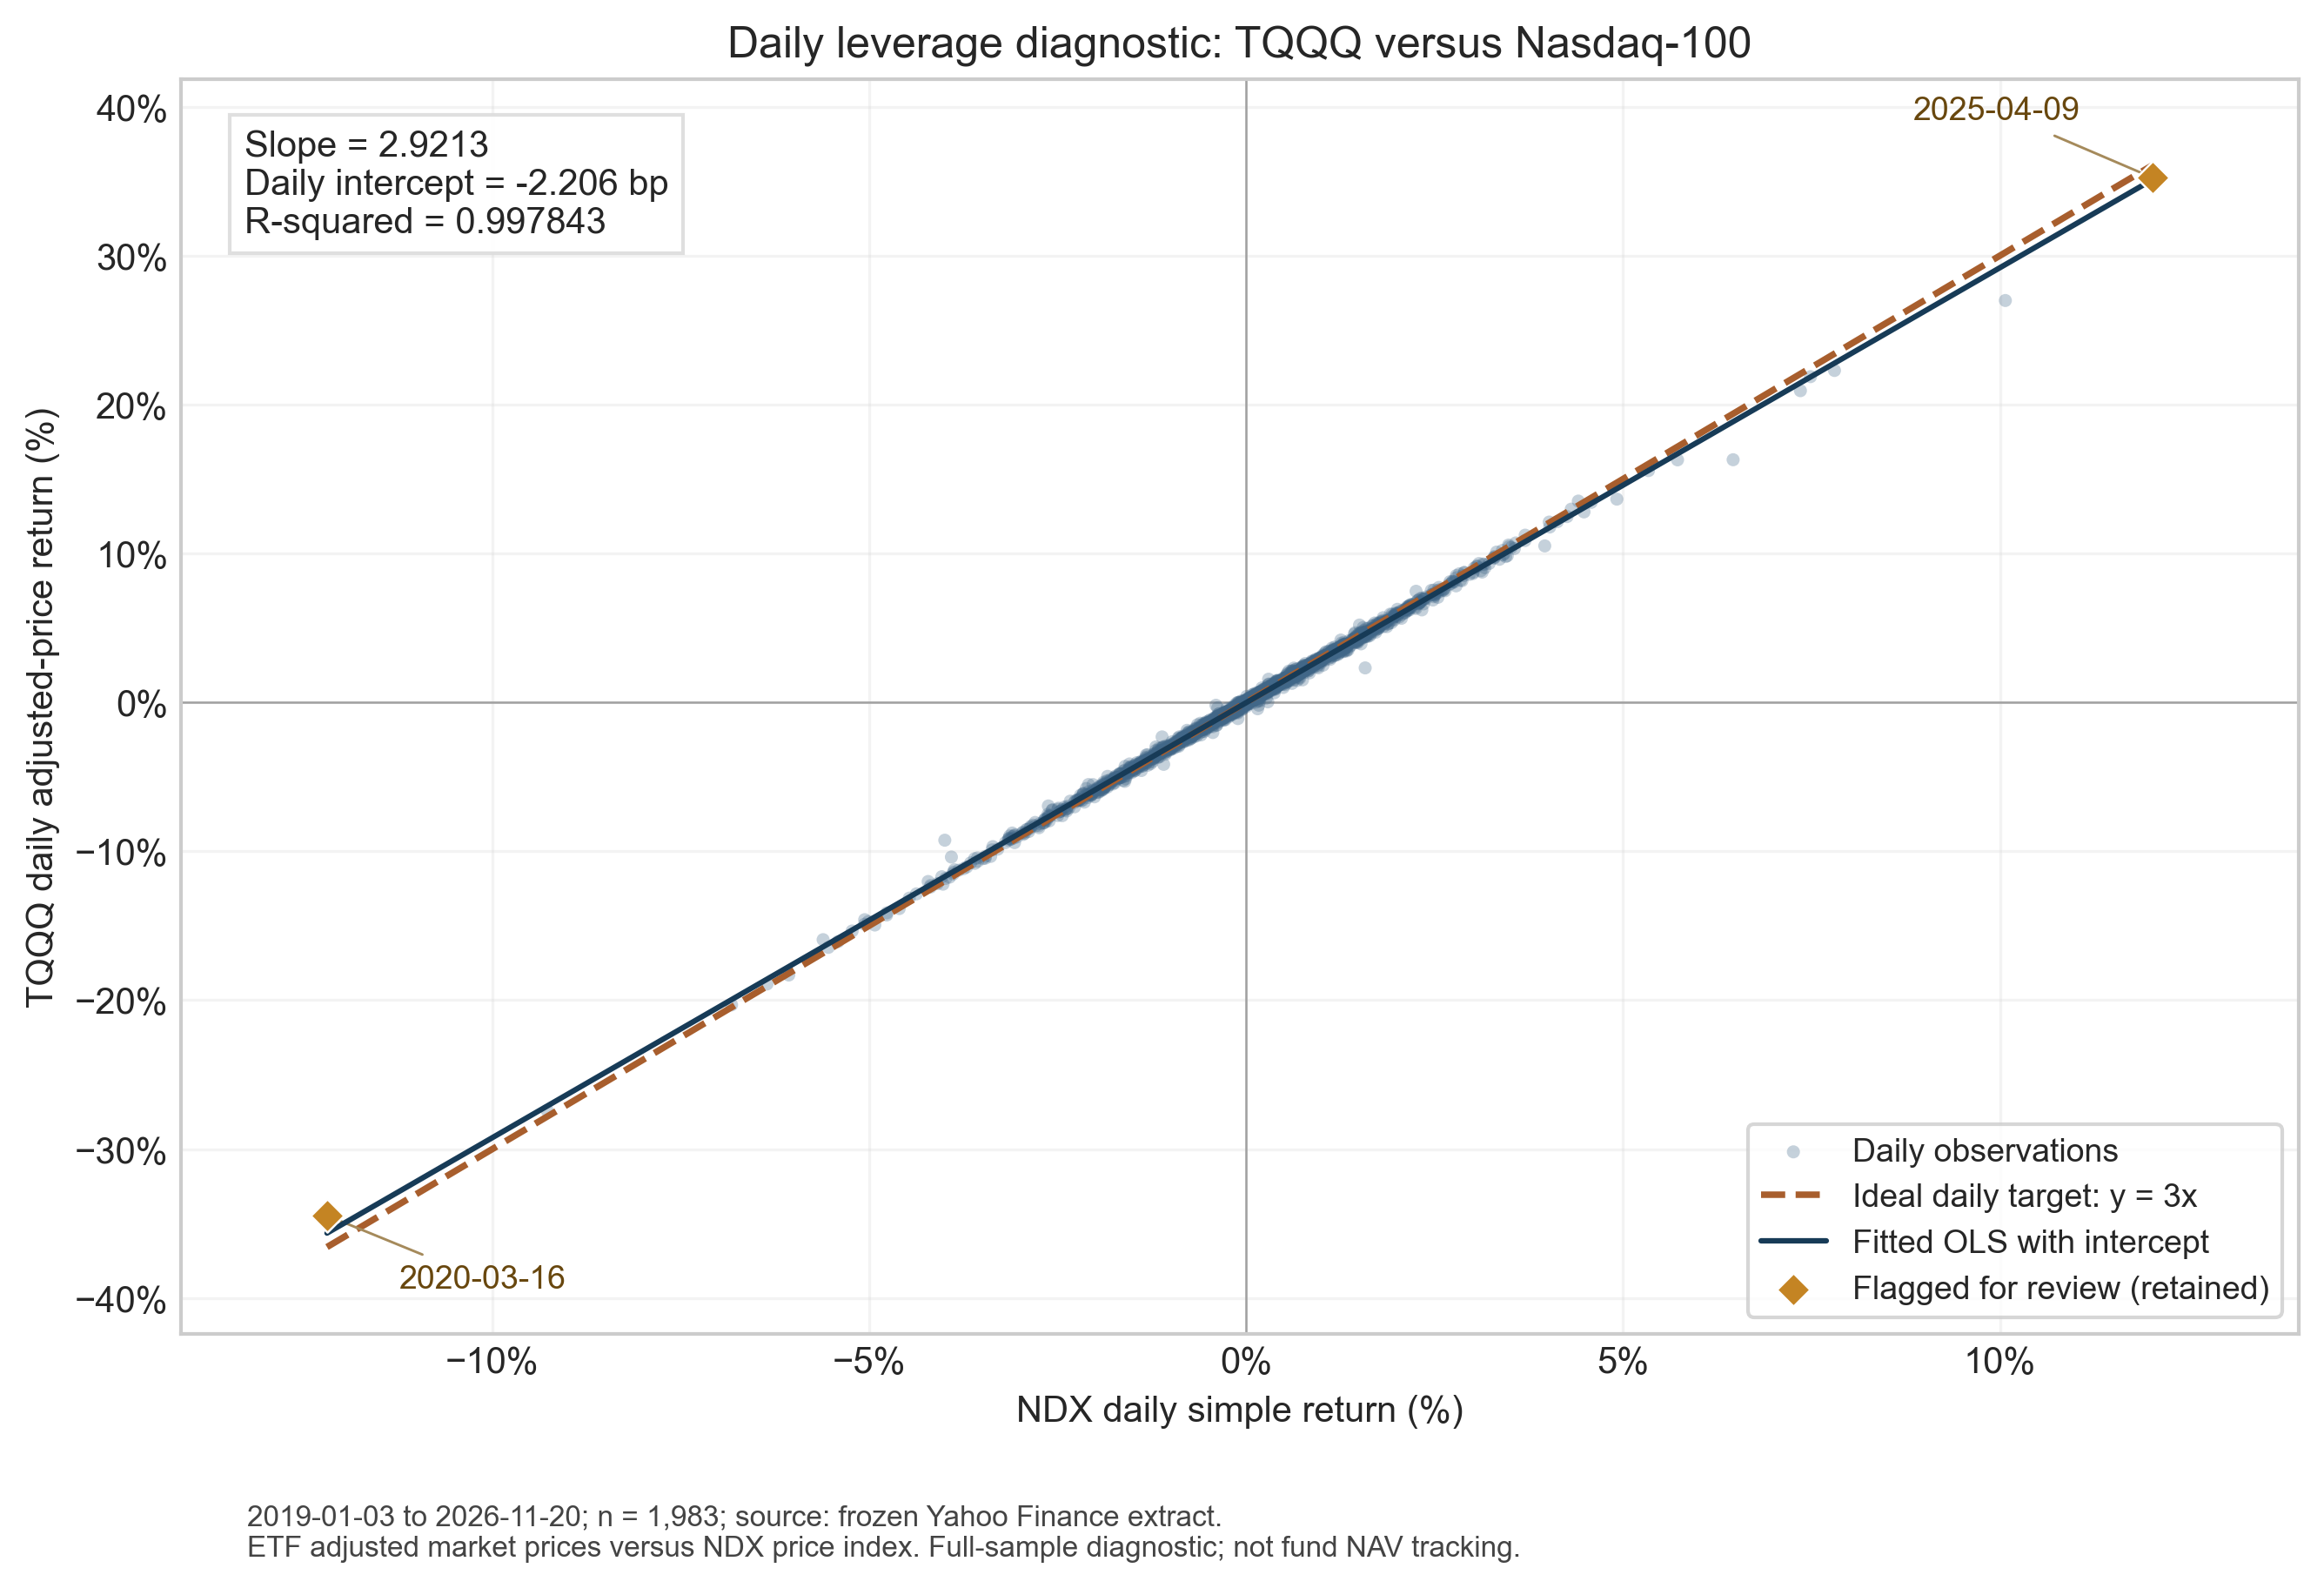 Daily leverage diagnostic: TQQQ versus Nasdaq-100
40%
30%
20%
10%
0%
−10%
−20%
−30%
−40%
TQQQ daily adjusted-price return (%)
Slope = 2.9213
Daily intercept = -2.206 bp
R-squared = 0.997843
2025-04-09
2020-03-16
Daily observations
Ideal daily target: y = 3x
Fitted OLS with intercept
Flagged for review (retained)
−10%
−5%
0%
5%
10%
NDX daily simple return (%)
2019-01-03 to 2026-11-20; n = 1,983; source: frozen Yahoo Finance extract.
ETF adjusted market prices versus NDX price index. Full-sample diagnostic; not fund NAV tracking.